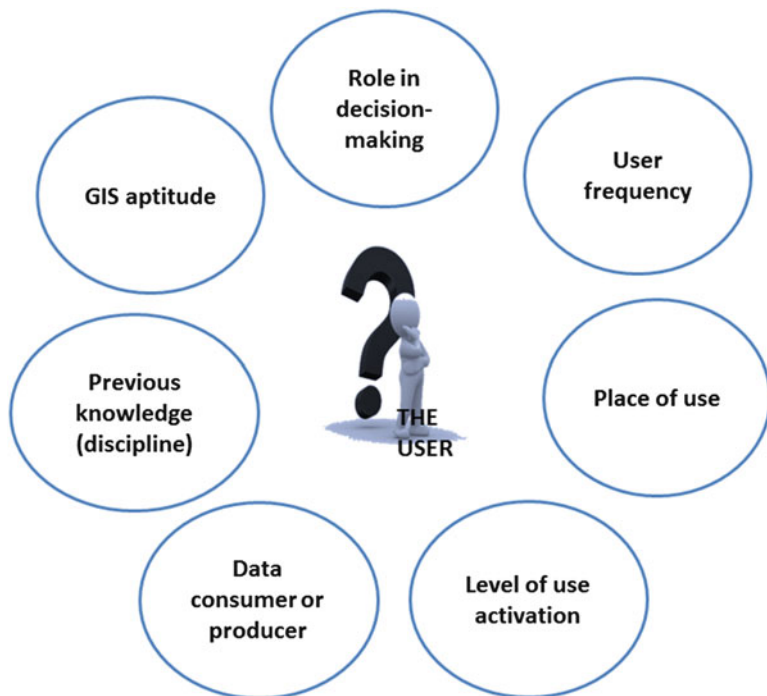 Role in
decision-
making
User
frequency
Place of use
Level of use
activation
Data
consumer or
producer
Previous
knowledge
(discipline)
GIS aptitude
THE
USER